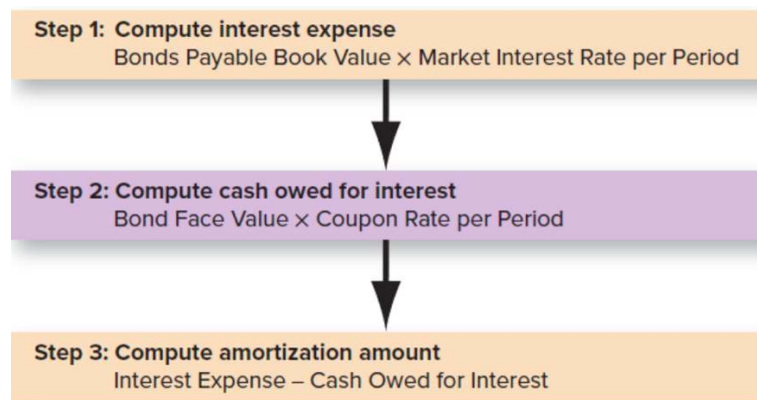 Step 1: Compute interest expense
Bonds Payable Book Value × Market Interest Rate per Period
Step 2: Compute cash owed for interest
Bond Face Value × Coupon Rate per Period
Step 3: Compute amortization amount
Interest Expense – Cash Owed for Interest